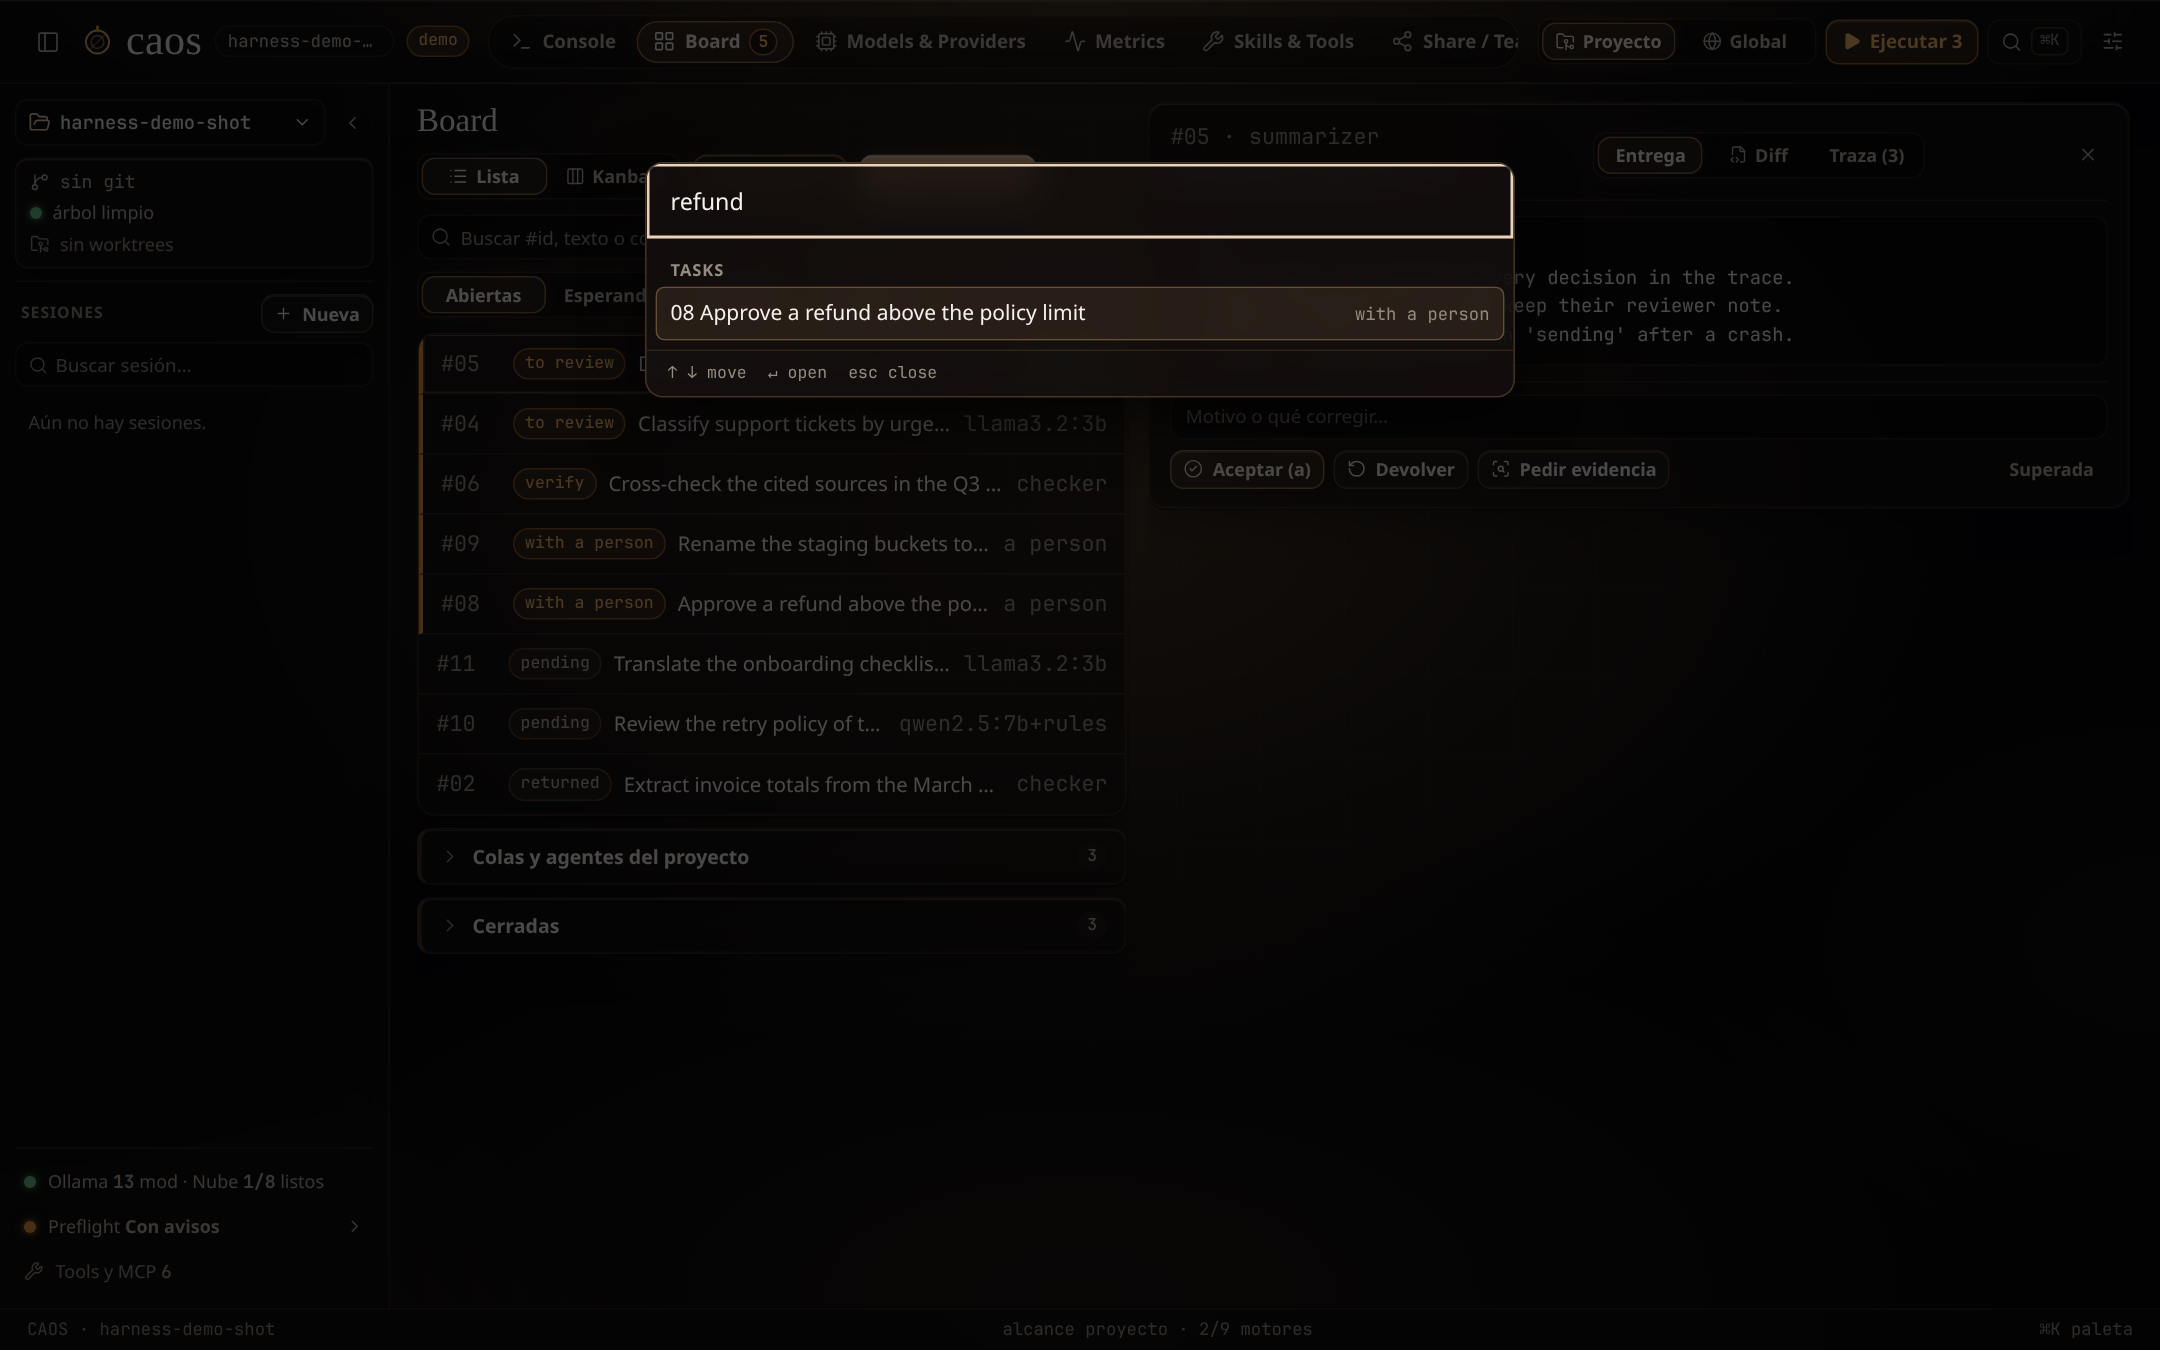 caos
harness-demo-…
demo
Console
Board 5
Models & Providers
Metrics
Skills & Tools
Share / Tea
Proyecto
Global
Ejecutar 3
⌘K
harness-demo-shot
sin git
árbol limpio
sin worktrees
SESIONES
Nueva
Buscar sesión...
Aún no hay sesiones.
Ollama 13 mod · Nube 1/8 listos
Preflight Con avisos
Tools y MCP 6
Board
Lista
Kanba
Buscar #id, texto o co
Abiertas
Esperand
refund
TASKS
08 Approve a refund above the policy limit with a person
↑ ↓ move ↵ open esc close
#05 to review
#04 to review Classify support tickets by urge... llama3.2:3b
#06 verify Cross-check the cited sources in the Q3 ... checker
#09 with a person Rename the staging buckets to... a person
#08 with a person Approve a refund above the po... a person
#11 pending Translate the onboarding checklis... llama3.2:3b
#10 pending Review the retry policy of t... qwen2.5:7b+rules
#02 returned Extract invoice totals from the March ... checker
Colas y agentes del proyecto 3
Cerradas 3
#05 · summarizer
Entrega
Diff
Traza (3)
ry decision in the trace.
eep their reviewer note.
'sending' after a crash.
Motivo o qué corregir...
Aceptar (a)
Devolver
Pedir evidencia
Superada
CAOS · harness-demo-shot
alcance proyecto · 2/9 motores
⌘K paleta